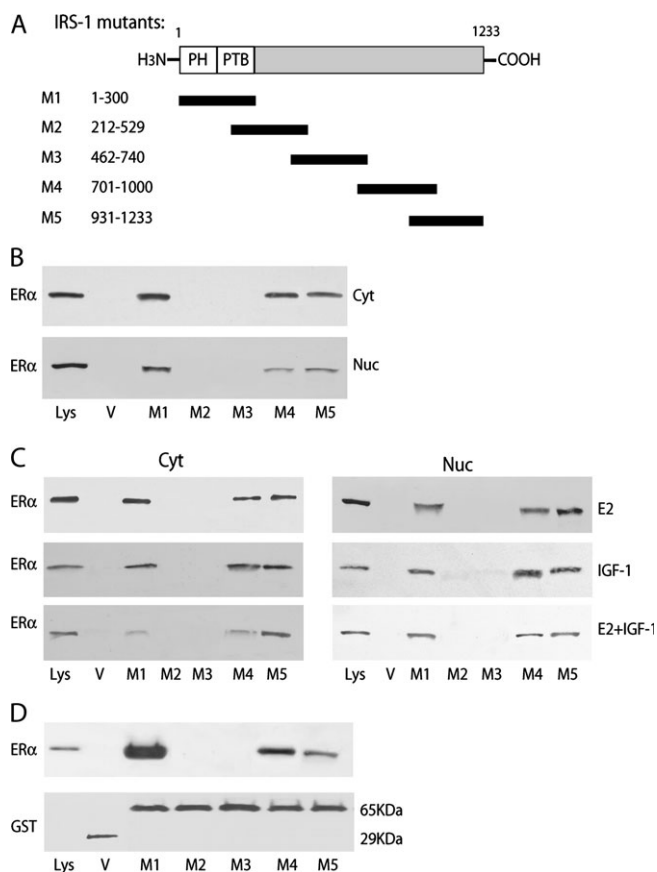 A IRS-1 mutants:
1 1233
H3N PH PTB COOH
M1 1-300
M2 212-529
M3 462-740
M4 701-1000
M5 931-1233
B
ERα Cyt
ERα Nuc
Lys V M1 M2 M3 M4 M5
C Cyt Nuc
ERα E2
ERα IGF-1
ERα E2+IGF-1
Lys V M1 M2 M3 M4 M5 Lys V M1 M2 M3 M4 M5
D
ERα
GST 65KDa
29KDa
Lys V M1 M2 M3 M4 M5